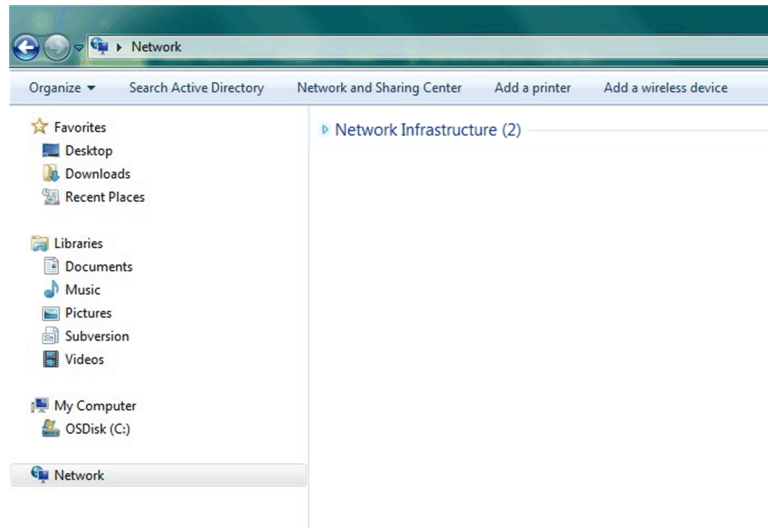 Network
Organize Search Active Directory Network and Sharing Center Add a printer Add a wireless device
Favorites
Desktop
Downloads
Recent Places
Libraries
Documents
Music
Pictures
Subversion
Videos
My Computer
OSDisk (C:)
Network
Network Infrastructure (2)